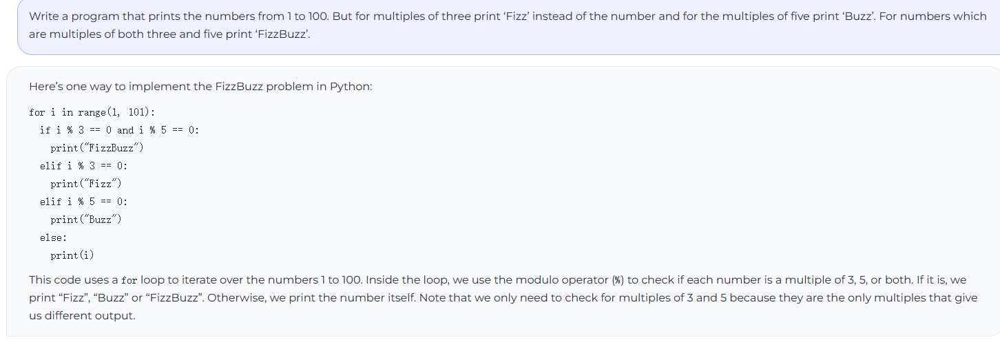 Write a program that prints the numbers from 1 to 100. But for multiples of three print ‘Fizz’ instead of the number and for the multiples of five print ‘Buzz’. For numbers which
are multiples of both three and five print ‘FizzBuzz’.
Here’s one way to implement the FizzBuzz problem in Python:
for i in range(1, 101):
  if i % 3 == 0 and i % 5 == 0:
    print("FizzBuzz")
  elif i % 3 == 0:
    print("Fizz")
  elif i % 5 == 0:
    print("Buzz")
  else:
    print(i)
This code uses a for loop to iterate over the numbers 1 to 100. Inside the loop, we use the modulo operator (%) to check if each number is a multiple of 3, 5, or both. If it is, we
print “Fizz”, “Buzz” or “FizzBuzz”. Otherwise, we print the number itself. Note that we only need to check for multiples of 3 and 5 because they are the only multiples that give
us different output.